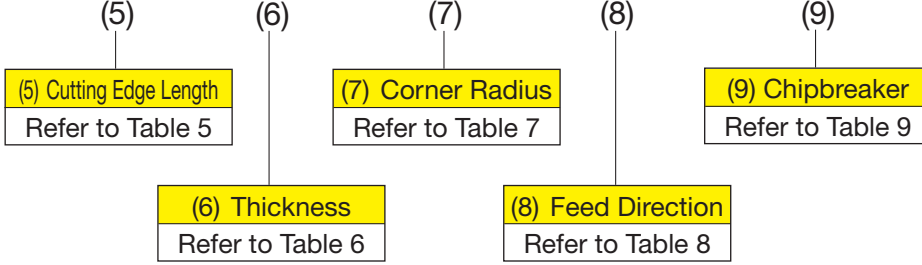 (5) (6) (7) (8) (9)
(5) Cutting Edge Length
Refer to Table 5
(7) Corner Radius
Refer to Table 7
(9) Chipbreaker
Refer to Table 9
(6) Thickness
Refer to Table 6
(8) Feed Direction
Refer to Table 8